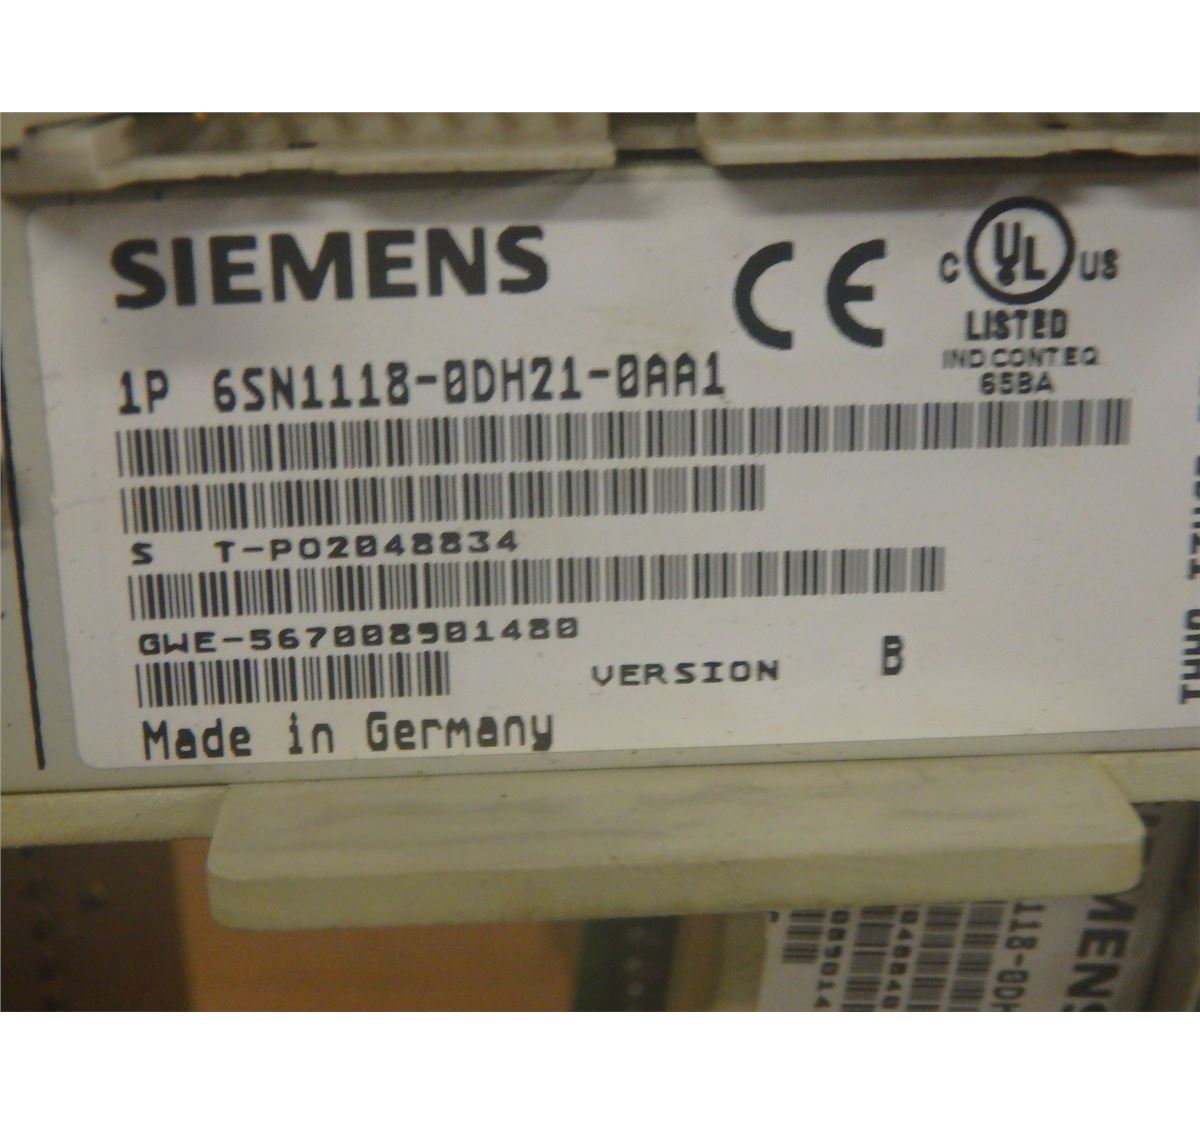 SIEMENS
CE
C UL US
LISTED
IND CONT EQ
65BA
1P 6SN1118-0DH21-0AA1
S T-P02048834
GWE-567008901480
VERSION B
Made in Germany